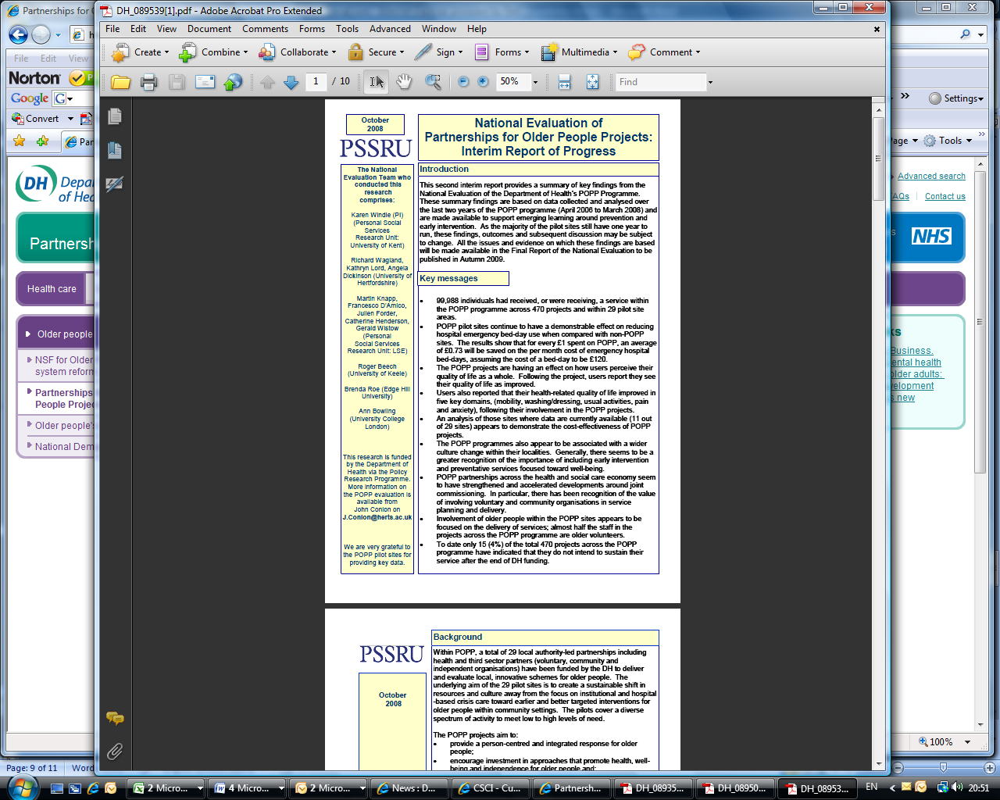 Partnerships for O
DH_089539[1].pdf - Adobe Acrobat Pro Extended
File Edit View Document Comments Forms Tools Advanced Window Help
Create Combine Collaborate Secure Sign Forms Multimedia Comment
1 / 10 50% Find
File Edit View
Norton
Google G
Settings
Convert
Par
Page Tools
DH Depar
of Hea
Advanced search
FAQs Contact us
Partnersh
NHS
Health care
Older people
NSF for Older
system reform
Partnerships
People Projec
Older people's
National Dem
ks
Business.
ental health
older adults:
velopment
s new
October
2008
PSSRU
The National
Evaluation Team who
conducted this
research
comprises:
Karen Windle (PI)
(Personal Social
Services
Research Unit:
University of Kent)
Richard Wagland,
Kathryn Lord, Angela
Dickinson (University of
Hertfordshire)
Martin Knapp,
Francesco D'Amico,
Julien Forder,
Catherine Henderson,
Gerald Wistow
(Personal
Social Services
Research Unit: LSE)
Roger Beech
(University of Keele)
Brenda Roe (Edge Hill
University)
Ann Bowling
(University College
London)
This research is funded
by the Department of
Health via the Policy
Research Programme.
More information on
the POPP evaluation is
available from
John Conlon on
J.Conlon@herts.ac.uk
We are very grateful to
the POPP pilot sites for
providing key data.
National Evaluation of
Partnerships for Older People Projects:
Interim Report of Progress
Introduction
This second interim report provides a summary of key findings from the
National Evaluation of the Department of Health's POPP Programme.
These summary findings are based on data collected and analysed over
the last two years of the POPP programme (April 2006 to March 2008) and
are made available to support emerging learning around prevention and
early intervention. As the majority of the pilot sites still have one year to
run, these findings, outcomes and subsequent discussion may be subject
to change. All the issues and evidence on which these findings are based
will be made available in the Final Report of the National Evaluation to be
published in Autumn 2009.
Key messages
• 99,988 individuals had received, or were receiving, a service within
the POPP programme across 470 projects and within 29 pilot site
areas.
• POPP pilot sites continue to have a demonstrable effect on reducing
hospital emergency bed-day use when compared with non-POPP
sites. The results show that for every £1 spent on POPP, an average
of £0.73 will be saved on the per month cost of emergency hospital
bed-days, assuming the cost of a bed-day to be £120.
• The POPP projects are having an effect on how users perceive their
quality of life as a whole. Following the project, users report they see
their quality of life as improved.
• Users also reported that their health-related quality of life improved in
five key domains, (mobility, washing/dressing, usual activities, pain
and anxiety), following their involvement in the POPP projects.
• An analysis of those sites where data are currently available (11 out
of 29 sites) appears to demonstrate the cost-effectiveness of POPP
projects.
• The POPP programmes also appear to be associated with a wider
culture change within their localities. Generally, there seems to be a
greater recognition of the importance of including early intervention
and preventative services focused toward well-being.
• POPP partnerships across the health and social care economy seem
to have strengthened and accelerated developments around joint
commissioning. In particular, there has been recognition of the value
of involving voluntary and community organisations in service
planning and delivery.
• Involvement of older people within the POPP sites appears to be
focused on the delivery of services; almost half the staff in the
projects across the POPP programme are older volunteers.
• To date only 15 (4%) of the total 470 projects across the POPP
programme have indicated that they do not intend to sustain their
service after the end of DH funding.
PSSRU
October
2008
Background
Within POPP, a total of 29 local authority-led partnerships including
health and third sector partners (voluntary, community and
independent organisations) have been funded by the DH to deliver
and evaluate local, innovative schemes for older people. The
underlying aim of the 29 pilot sites is to create a sustainable shift in
resources and culture away from the focus on institutional and hospital
-based crisis care toward earlier and better targeted interventions for
older people within community settings. The pilots cover a diverse
spectrum of activity to meet low to high levels of need.
The POPP projects aim to:
• provide a person-centred and integrated response for older
people;
• encourage investment in approaches that promote health, well-
being and independence for older people and;
100%
Page: 9 of 11 Word
2 Micro... 4 Micro... 2 Micro... News : D... CSCI - Cu... Partnersh... DH_08935... DH_08950... DH_08953... EN 20:51